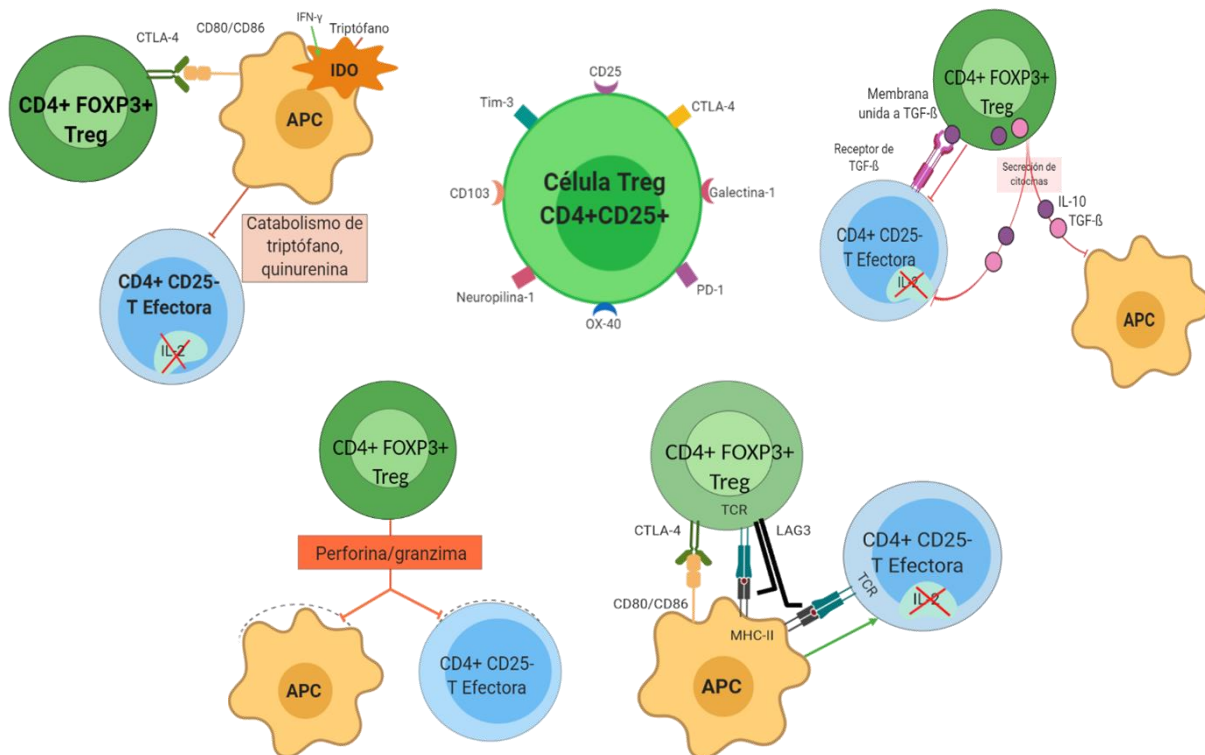 CTLA-4
CD80/CD86
IFN-γ
Triptófano
IDO
CD4+ FOXP3+
Treg
APC
Catabolismo de
triptófano,
quinurenina
CD4+ CD25-
T Efectora
IL-2
CD25
Tim-3
CTLA-4
CD103
Célula Treg
CD4+CD25+
Galectina-1
Neuropilina-1
PD-1
OX-40
CD4+ FOXP3+
Treg
Membrana
unida a TGF-ß
Receptor de
TGF-ß
Secreción de
citocinas
IL-10
TGF-ß
CD4+ CD25-
T Efectora
IL-2
APC
CD4+ FOXP3+
Treg
Perforina/granzima
APC
CD4+ CD25-
T Efectora
CD4+ FOXP3+
Treg
TCR
CTLA-4
LAG3
CD80/CD86
MHC-II
APC
TCR
CD4+ CD25-
T Efectora
IL-2